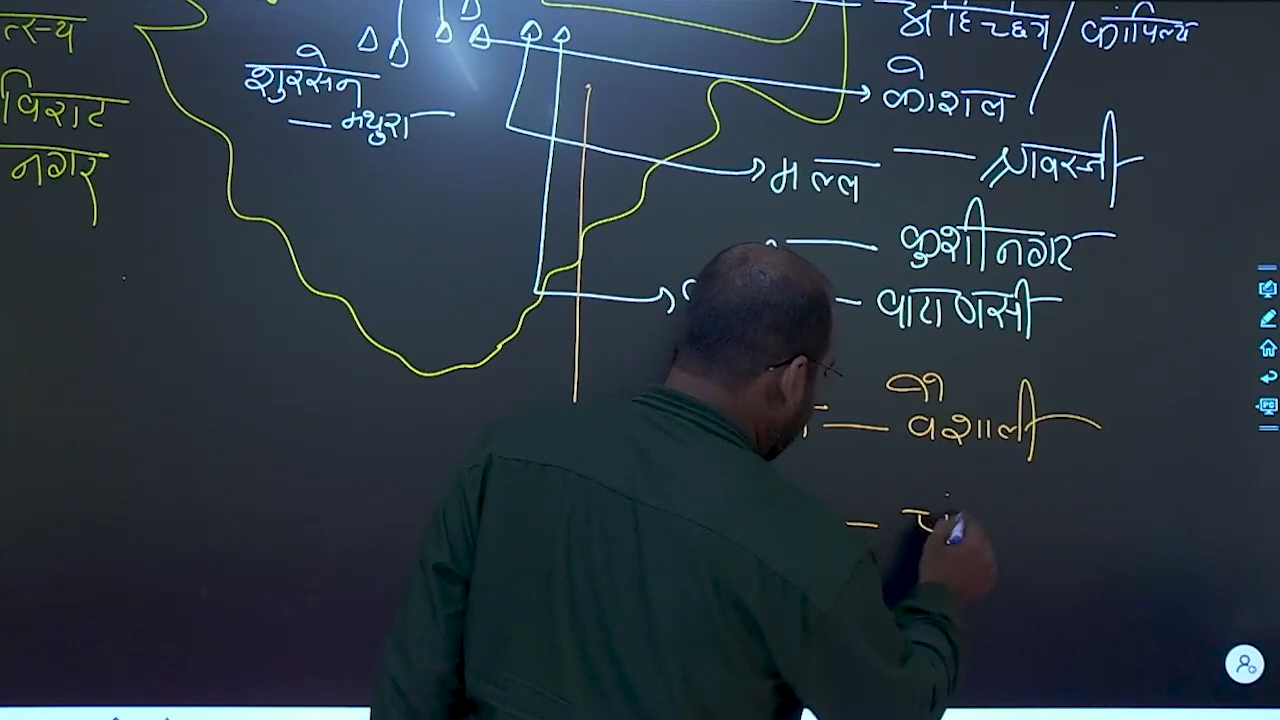 त्स्य
विराट
नगर
शुरसेन
— मथुरा
अहिच्छत्र / कांपिल्य
कोशल
मल्ल — श्रावस्ती
— कुशीनगर
— वाराणसी
— वैशाली